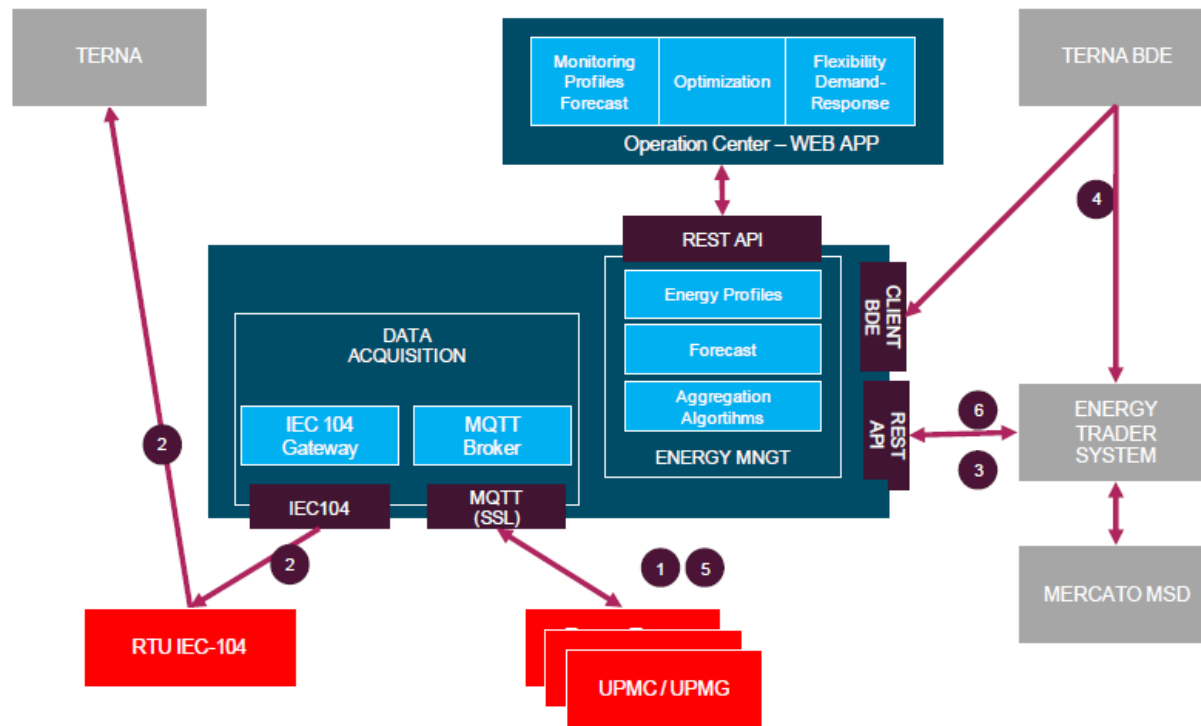 TERNA
Monitoring
Profiles
Forecast
Optimization
Flexibility
Demand-
Response
Operation Center – WEB APP
TERNA BDE
4
REST API
Energy Profiles
Forecast
Aggregation
Algortihms
ENERGY MNGT
CLIENT
BDE
REST
API
DATA
ACQUISITION
IEC 104
Gateway
MQTT
Broker
IEC104
MQTT
(SSL)
2
2
1
5
6
3
ENERGY
TRADER
SYSTEM
MERCATO MSD
RTU IEC-104
UPMC / UPMG